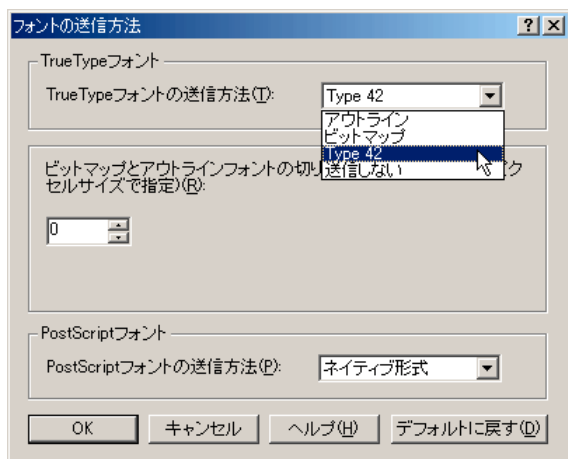 フォントの送信方法
TrueTypeフォント
TrueTypeフォントの送信方法(T):
Type 42
アウトライン
ビットマップ
Type 42
送信しない
ビットマップとアウトラインフォントの切り
クセルサイズで指定)(R):
0
PostScriptフォント
PostScriptフォントの送信方法(P):
ネイティブ形式
OK
キャンセル
ヘルプ(H)
デフォルトに戻す(D)